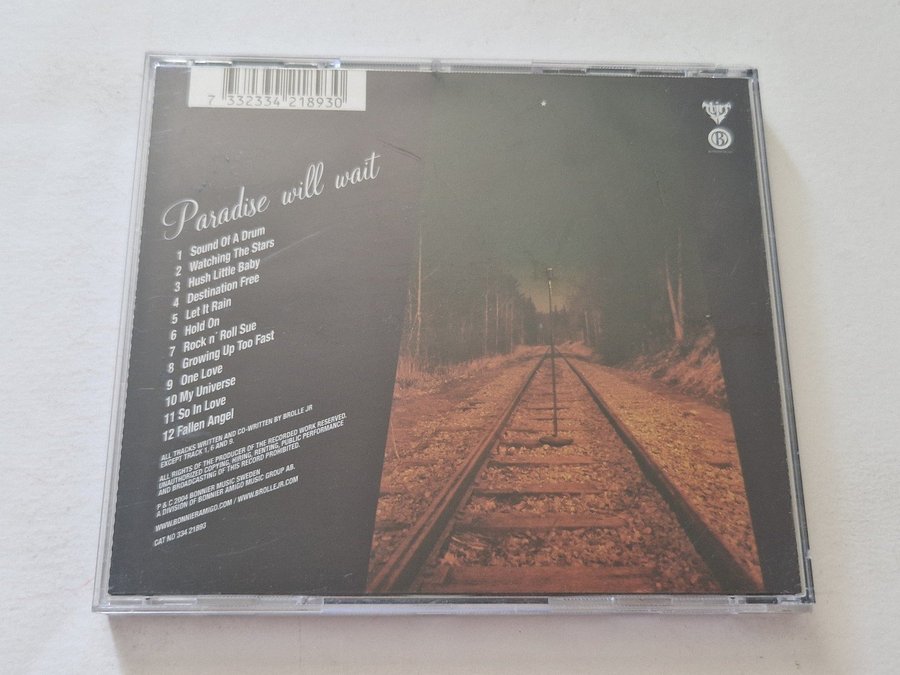 7 332334 218930
Paradise will wait
1 Sound Of A Drum
2 Watching The Stars
3 Hush Little Baby
4 Destination Free
5 Let It Rain
6 Hold On
7 Rock n´ Roll Sue
8 Growing Up Too Fast
9 One Love
10 My Universe
11 So In Love
12 Fallen Angel
ALL TRACKS WRITTEN AND CO-WRITTEN BY BROLLE JR
EXCEPT TRACK 1, 6 AND 9.
ALL RIGHTS OF THE PRODUCER OF THE RECORDED WORK RESERVED.
UNAUTHORIZED COPYING, HIRING, RENTING, PUBLIC PERFORMANCE
AND BROADCASTING OF THIS RECORD PROHIBITED.
P & C 2004 BONNIER MUSIC SWEDEN
A DIVISION OF BONNIER AMIGO MUSIC GROUP AB.
WWW.BONNIERAMIGO.COM / WWW.BROLLEJR.COM
CAT NO 334 21893
B